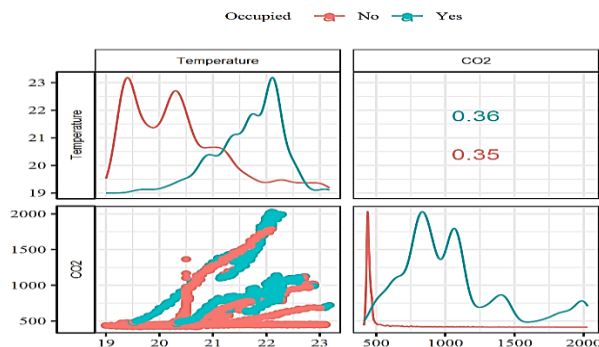 Occupied a No a Yes
Temperature CO2
Temperature 23 22 21 20 19 0.36 0.35
CO2 2000 1500 1000 500
19 20 21 22 23 500 1000 1500 2000